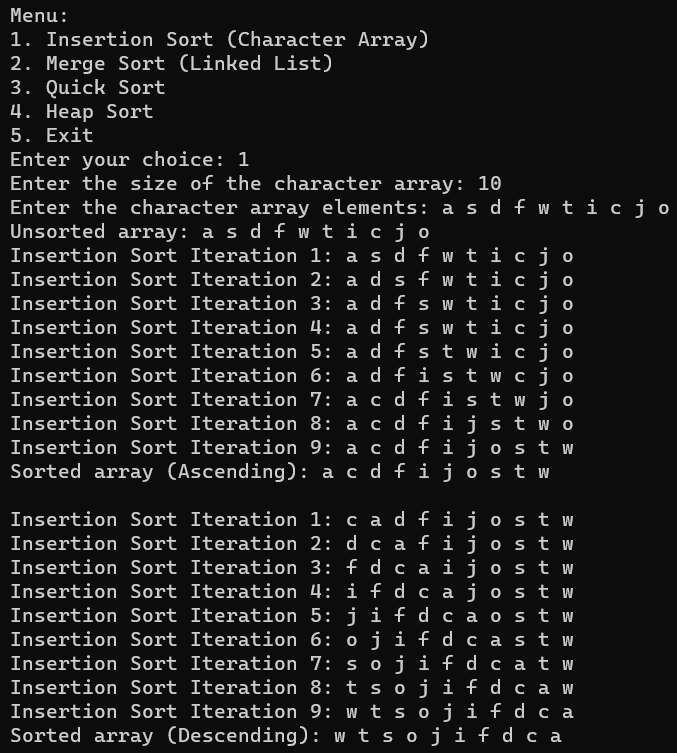 Menu:
1. Insertion Sort (Character Array)
2. Merge Sort (Linked List)
3. Quick Sort
4. Heap Sort
5. Exit
Enter your choice: 1
Enter the size of the character array: 10
Enter the character array elements: a s d f w t i c j o
Unsorted array: a s d f w t i c j o
Insertion Sort Iteration 1: a s d f w t i c j o
Insertion Sort Iteration 2: a d s f w t i c j o
Insertion Sort Iteration 3: a d f s w t i c j o
Insertion Sort Iteration 4: a d f s w t i c j o
Insertion Sort Iteration 5: a d f s t w i c j o
Insertion Sort Iteration 6: a d f i s t w c j o
Insertion Sort Iteration 7: a c d f i s t w j o
Insertion Sort Iteration 8: a c d f i j s t w o
Insertion Sort Iteration 9: a c d f i j o s t w
Sorted array (Ascending): a c d f i j o s t w

Insertion Sort Iteration 1: c a d f i j o s t w
Insertion Sort Iteration 2: d c a f i j o s t w
Insertion Sort Iteration 3: f d c a i j o s t w
Insertion Sort Iteration 4: i f d c a j o s t w
Insertion Sort Iteration 5: j i f d c a o s t w
Insertion Sort Iteration 6: o j i f d c a s t w
Insertion Sort Iteration 7: s o j i f d c a t w
Insertion Sort Iteration 8: t s o j i f d c a w
Insertion Sort Iteration 9: w t s o j i f d c a
Sorted array (Descending): w t s o j i f d c a